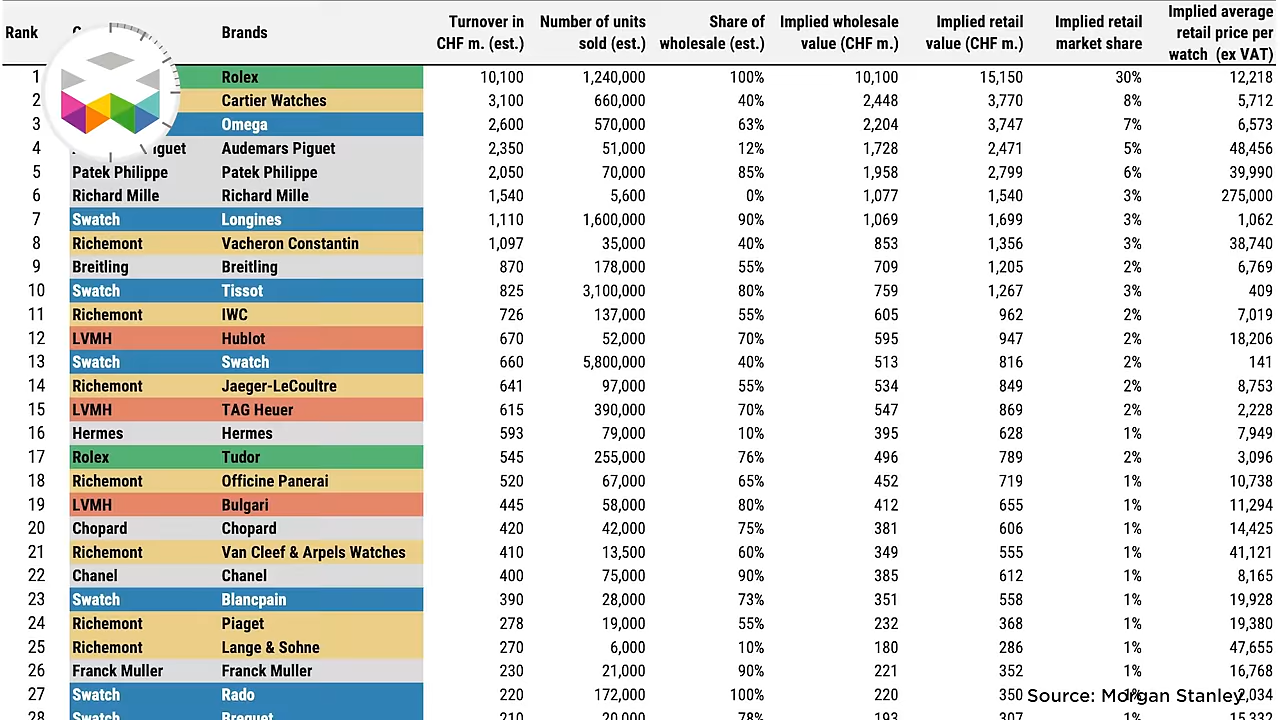 Rank Brands Turnover in CHF m. (est.) Number of units sold (est.) Share of wholesale (est.) Implied wholesale value (CHF m.) Implied retail value (CHF m.) Implied retail market share Implied average retail price per watch (ex VAT)
1 Rolex 10,100 1,240,000 100% 10,100 15,150 30% 12,218
2 Cartier Watches 3,100 660,000 40% 2,448 3,770 8% 5,712
3 Omega 2,600 570,000 63% 2,204 3,747 7% 6,573
4 Audemars Piguet 2,350 51,000 12% 1,728 2,471 5% 48,456
5 Patek Philippe Patek Philippe 2,050 70,000 85% 1,958 2,799 6% 39,990
6 Richard Mille Richard Mille 1,540 5,600 0% 1,077 1,540 3% 275,000
7 Swatch Longines 1,110 1,600,000 90% 1,069 1,699 3% 1,062
8 Richemont Vacheron Constantin 1,097 35,000 40% 853 1,356 3% 38,740
9 Breitling Breitling 870 178,000 55% 709 1,205 2% 6,769
10 Swatch Tissot 825 3,100,000 80% 759 1,267 3% 409
11 Richemont IWC 726 137,000 55% 605 962 2% 7,019
12 LVMH Hublot 670 52,000 70% 595 947 2% 18,206
13 Swatch Swatch 660 5,800,000 40% 513 816 2% 141
14 Richemont Jaeger-LeCoultre 641 97,000 55% 534 849 2% 8,753
15 LVMH TAG Heuer 615 390,000 70% 547 869 2% 2,228
16 Hermes Hermes 593 79,000 10% 395 628 1% 7,949
17 Rolex Tudor 545 255,000 76% 496 789 2% 3,096
18 Richemont Officine Panerai 520 67,000 65% 452 719 1% 10,738
19 LVMH Bulgari 445 58,000 80% 412 655 1% 11,294
20 Chopard Chopard 420 42,000 75% 381 606 1% 14,425
21 Richemont Van Cleef & Arpels Watches 410 13,500 60% 349 555 1% 41,121
22 Chanel Chanel 400 75,000 90% 385 612 1% 8,165
23 Swatch Blancpain 390 28,000 73% 351 558 1% 19,928
24 Richemont Piaget 278 19,000 55% 232 368 1% 19,380
25 Richemont Lange & Sohne 270 6,000 10% 180 286 1% 47,655
26 Franck Muller Franck Muller 230 21,000 90% 221 352 1% 16,768
27 Swatch Rado 220 172,000 100% 220 350 1% 2,034
28 Swatch Breguet 210 20,000 78% 193 307 1% 15,332
Source: Morgan Stanley